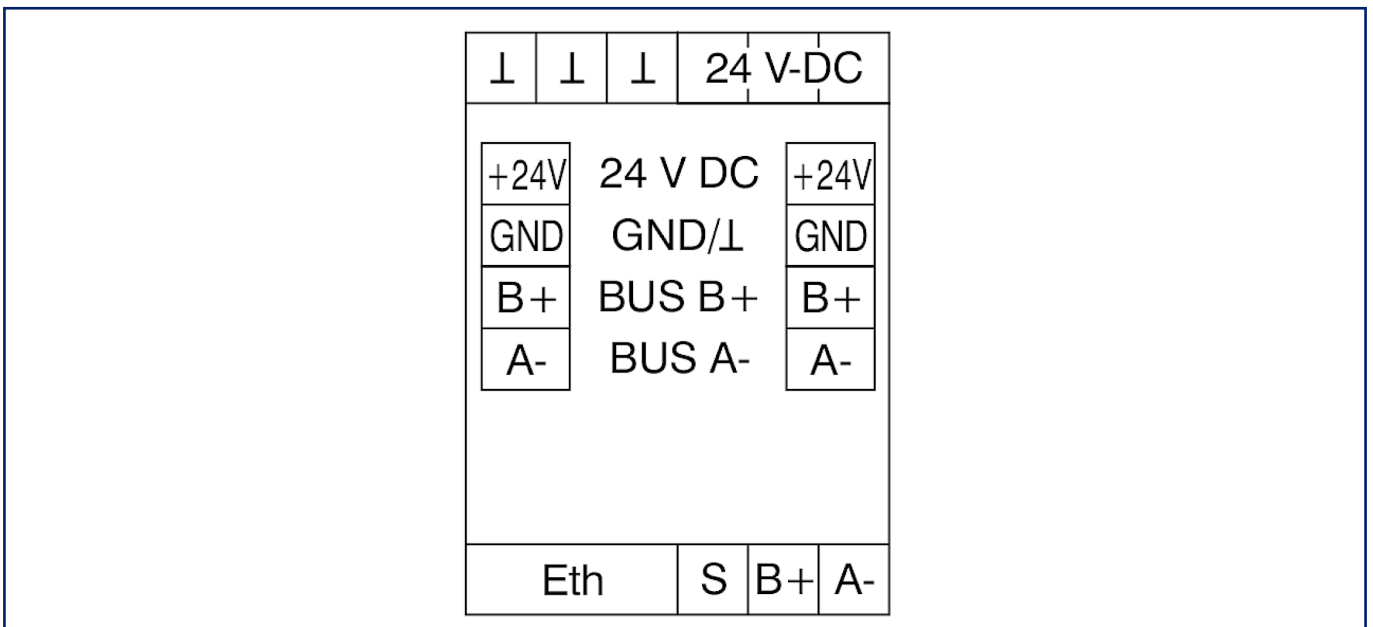 ⊥ ⊥ ⊥ 24 V-DC
+24V 24 V DC +24V
GND GND/⊥ GND
B+ BUS B+ B+
A- BUS A- A-
Eth S B+ A-